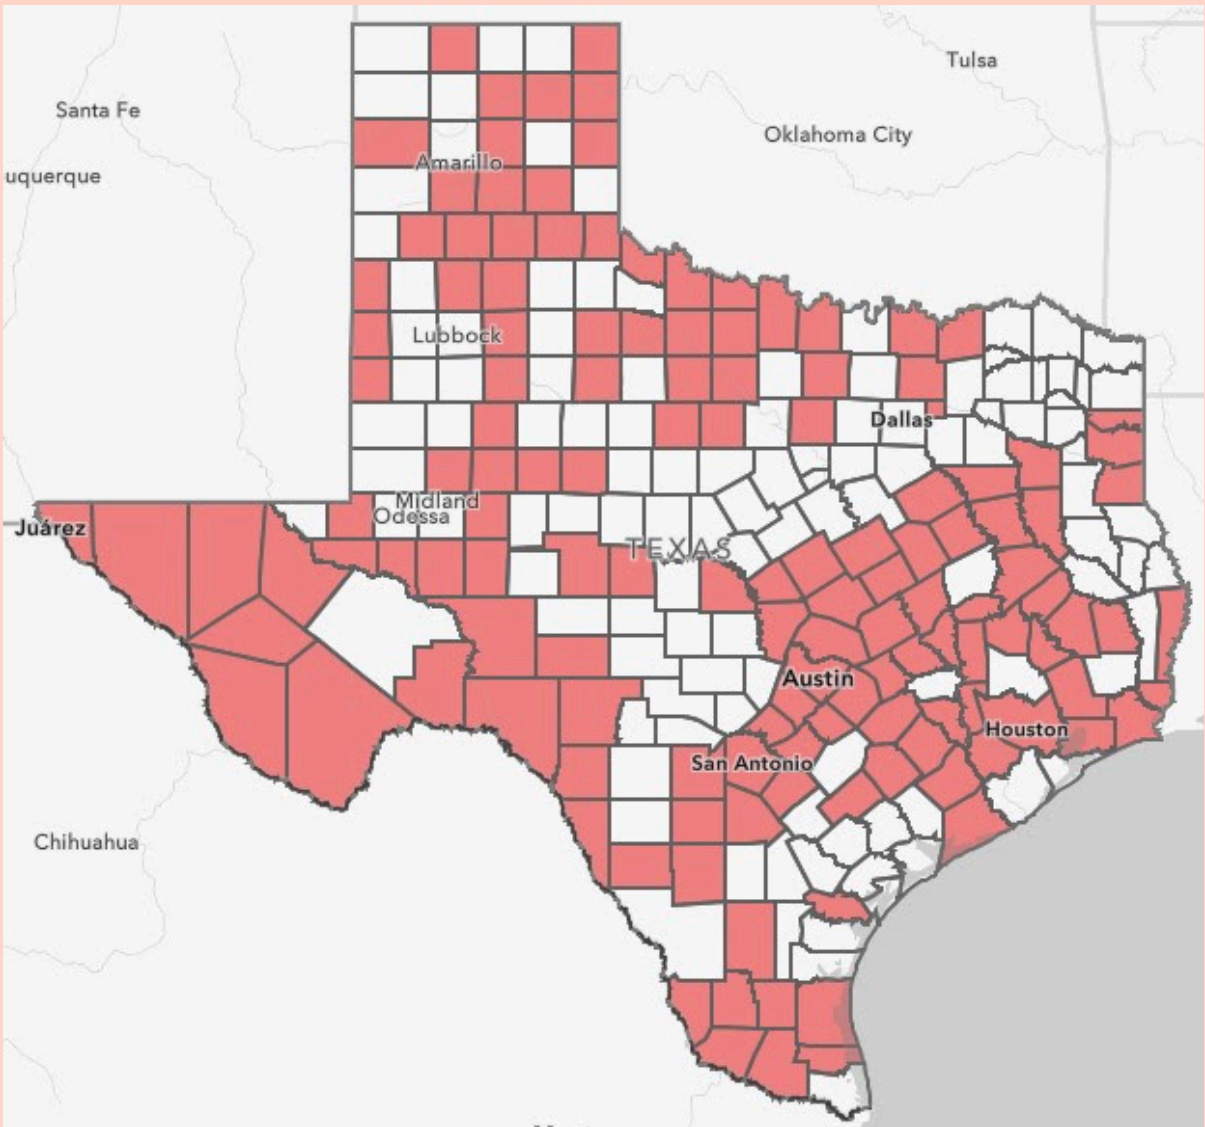 Tulsa
Santa Fe
Oklahoma City
Amarillo
uquerque
Lubbock
Dallas
Midland
Odessa
Juárez
TEXAS
Austin
Houston
San Antonio
Chihuahua